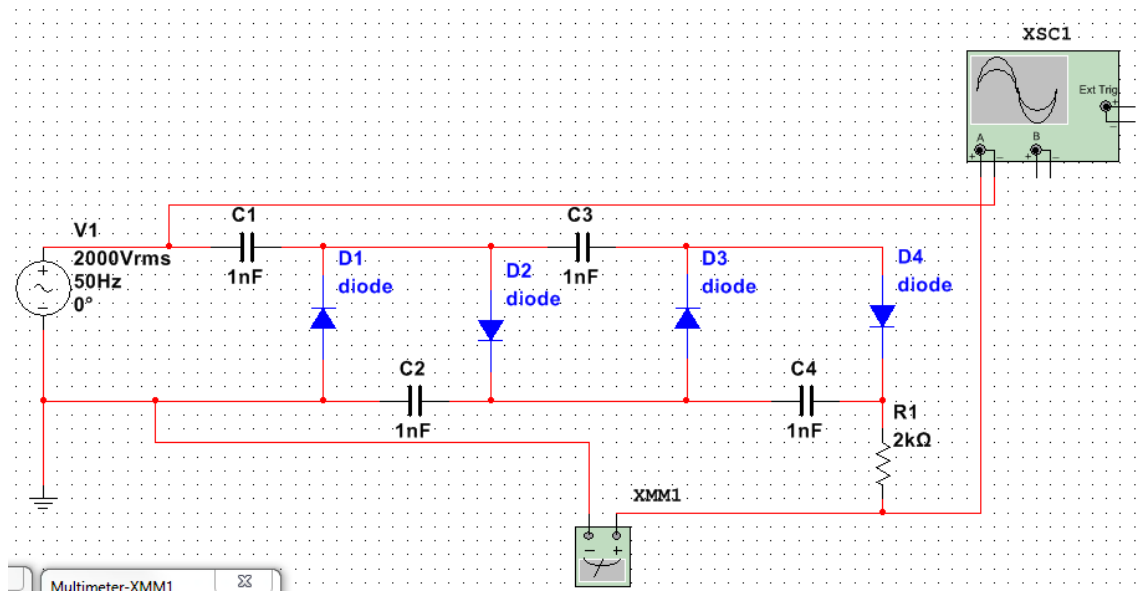 XSC1
Ext Trig
+
–
A
B
+ –
+ –
C1
C3
V1
2000Vrms
50Hz
0°
+
–
1nF
D1
diode
D2
diode
1nF
D3
diode
D4
diode
C2
C4
1nF
1nF
R1
2kΩ
XMM1
– +
Multimeter-XMM1